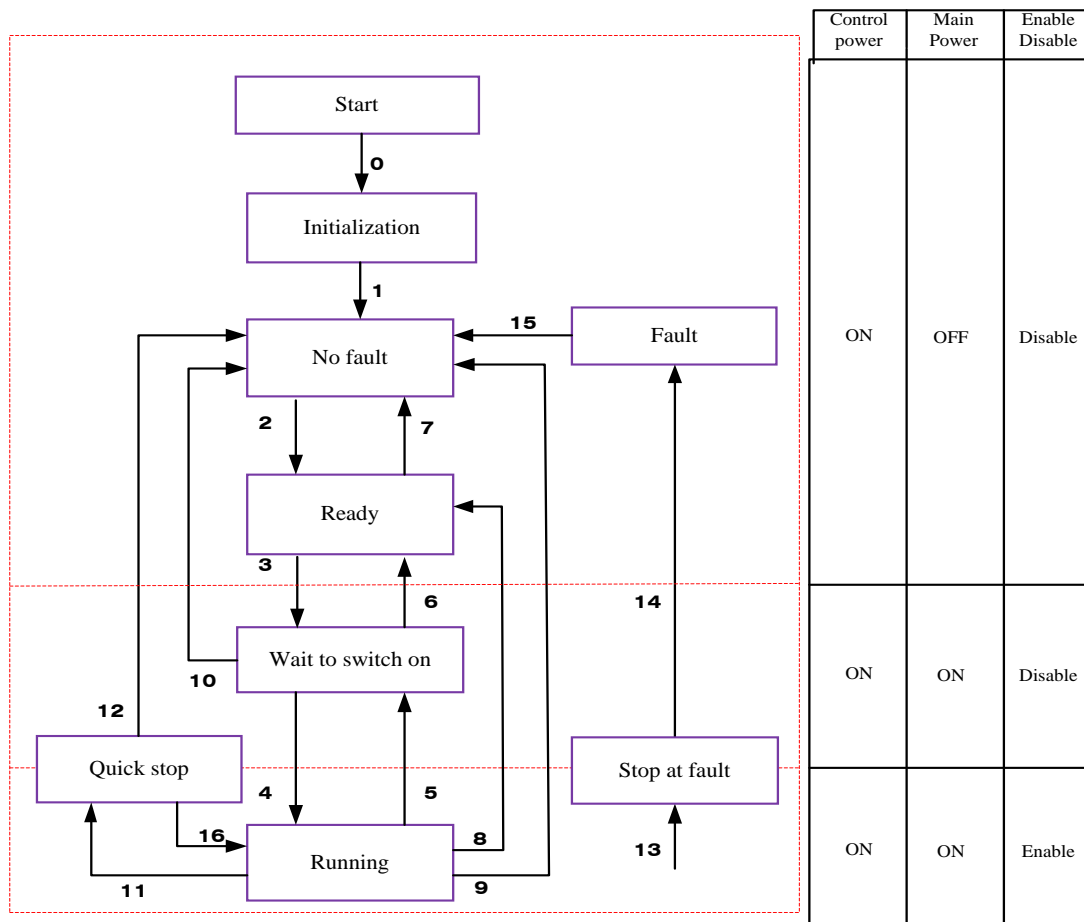 Control power
Main Power
Enable Disable
Start
0
Initialization
1
No fault
15
Fault
ON
OFF
Disable
2
7
Ready
3
6
14
Wait to switch on
10
ON
ON
Disable
12
Quick stop
Stop at fault
4
5
16
8
13
Running
11
9
ON
ON
Enable